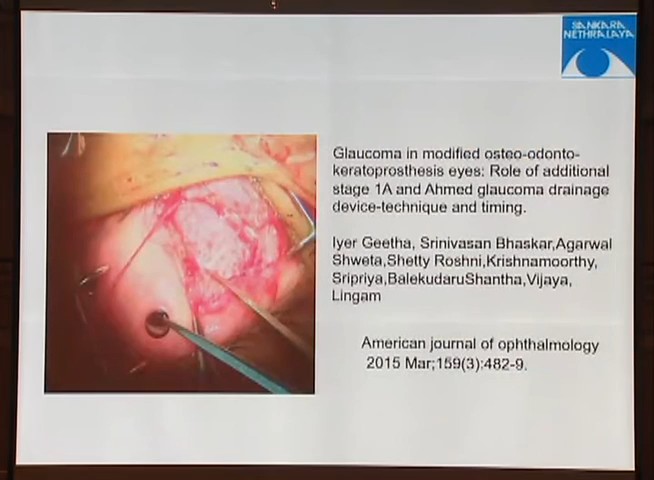 SANKARA
NETHRALAYA
Glaucoma in modified osteo-odonto-
keratoprosthesis eyes: Role of additional
stage 1A and Ahmed glaucoma drainage
device-technique and timing.
Iyer Geetha, Srinivasan Bhaskar,Agarwal
Shweta,Shetty Roshni,Krishnamoorthy,
Sripriya,BalekudaruShantha,Vijaya,
Lingam
American journal of ophthalmology
2015 Mar;159(3):482-9.